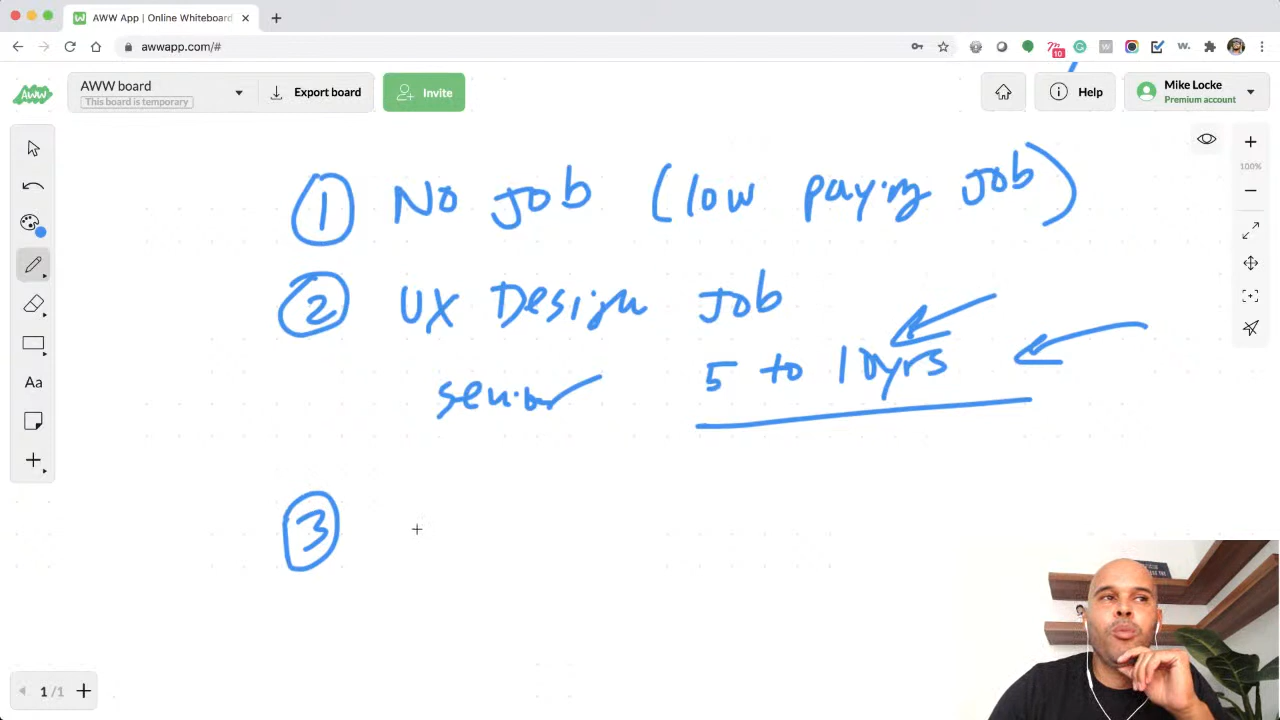 AWW App | Online Whiteboard
awwapp.com/#
10
AWW
AWW board
This board is temporary
Export board
Invite
Help
Mike Locke
Premium account
100%
Aa
1 No Job (low paying Job)
2 UX Design Job
senior 5 to 10yrs
3
1/1